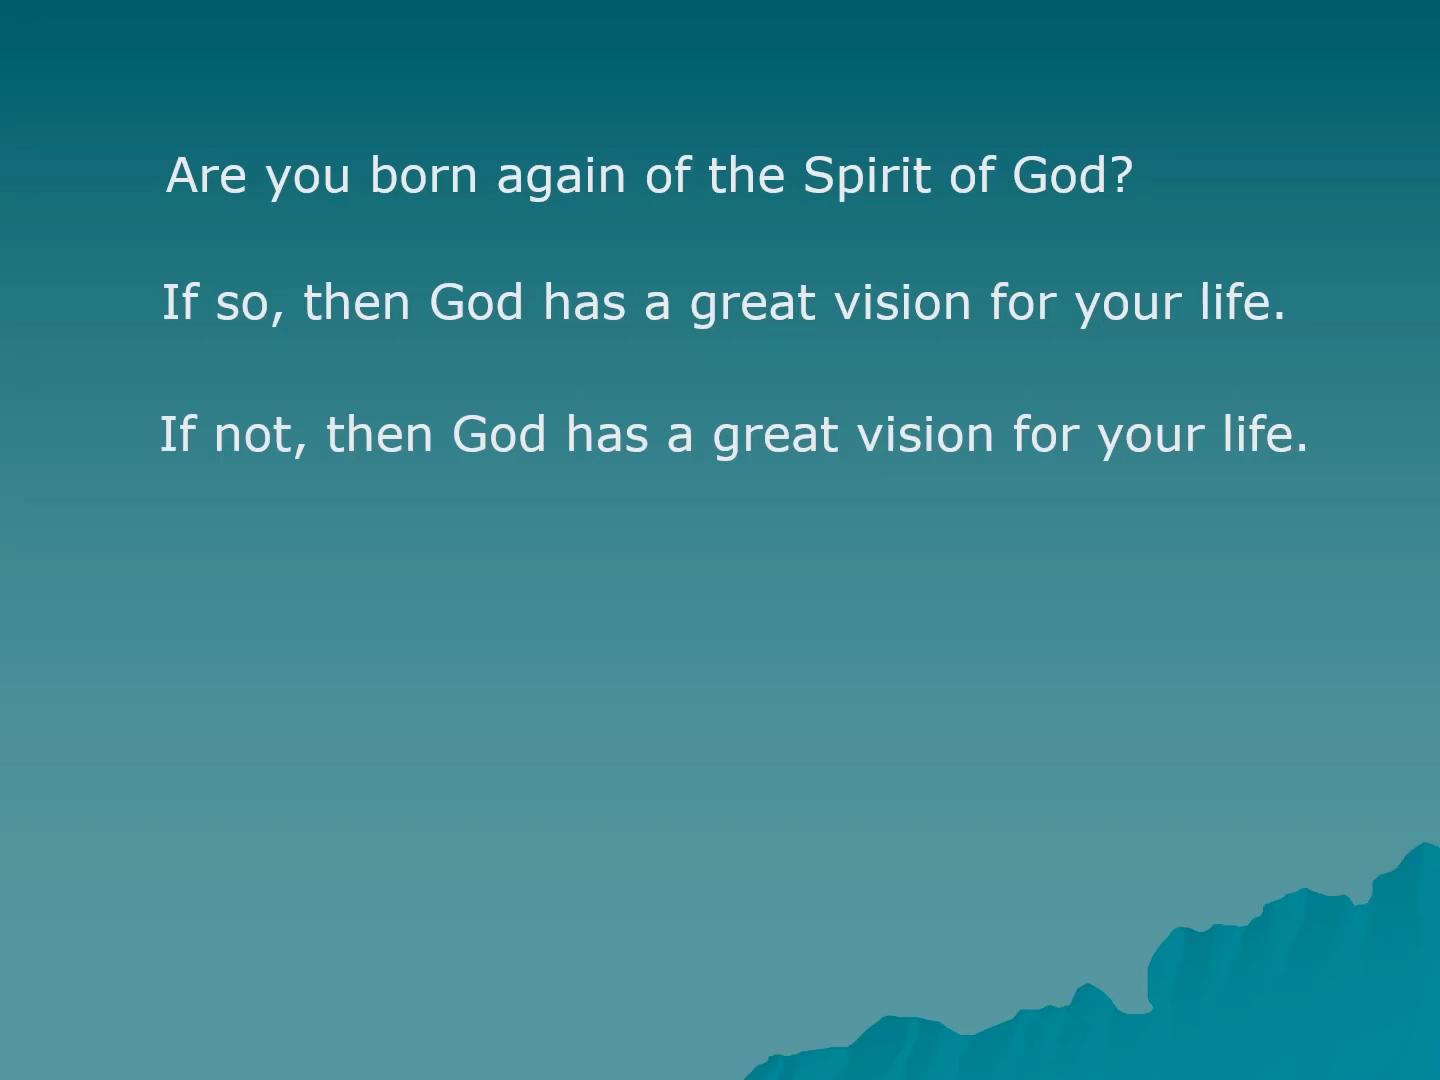 Are you born again of the Spirit of God?
If so, then God has a great vision for your life.
If not, then God has a great vision for your life.